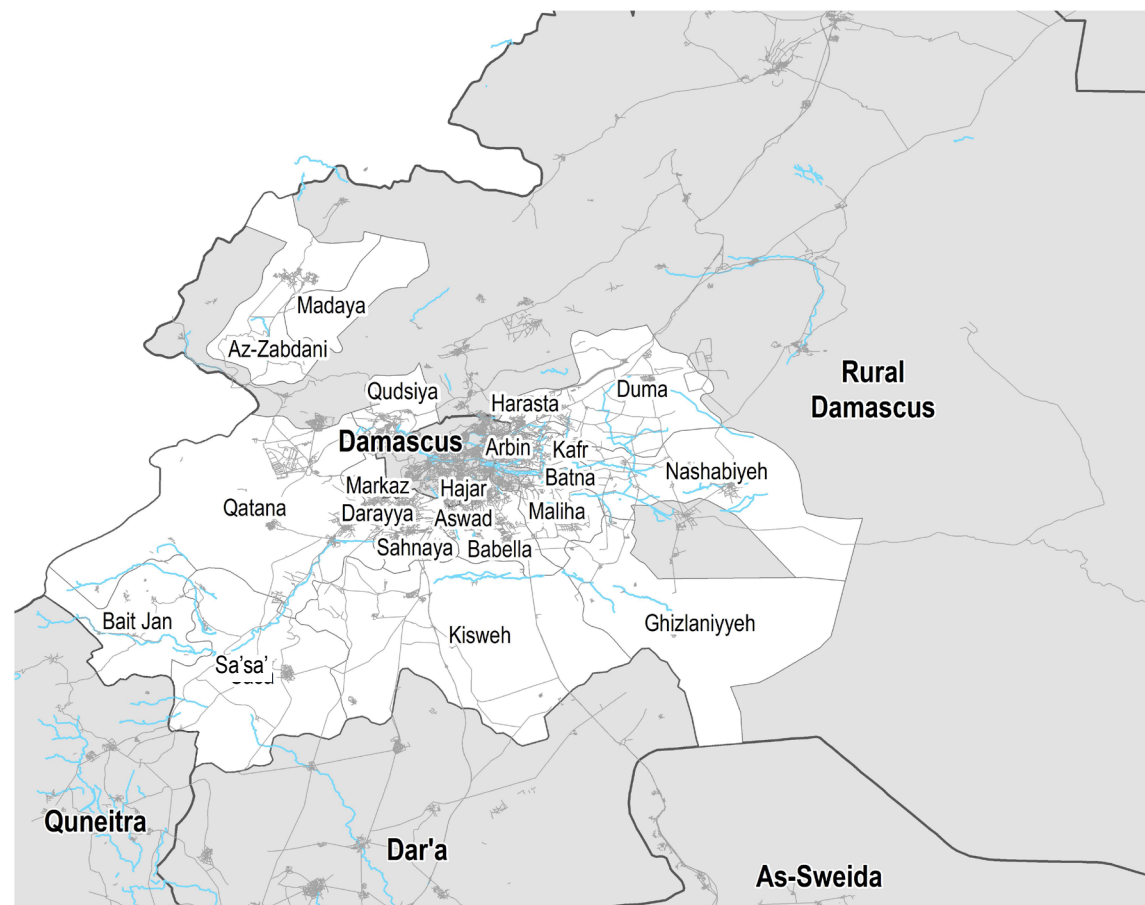 Madaya
Az-Zabdani
Rural
Damascus
Qudsiya
Duma
Harasta
Damascus
Arbin
Kafr
Batna
Nashabiyeh
Markaz
Darayya
Hajar
Aswad
Qatana
Maliha
Sahnaya
Babella
Bait Jan
Ghizlaniyyeh
Kisweh
Sa'sa'
Quneitra
Dar'a
As-Sweida